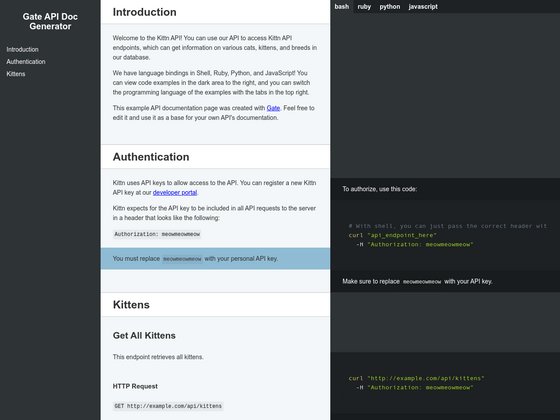 Gate API Doc
Generator
Introduction
Authentication
Kittens
Introduction
Welcome to the Kittn API! You can use our API to access Kittn API
endpoints, which can get information on various cats, kittens, and breeds in
our database.
We have language bindings in Shell, Ruby, Python, and JavaScript! You
can view code examples in the dark area to the right, and you can switch
the programming language of the examples with the tabs in the top right.
This example API documentation page was created with Gate. Feel free to
edit it and use it as a base for your own API's documentation.
Authentication
Kittn uses API keys to allow access to the API. You can register a new Kittn
API key at our developer portal.
Kittn expects for the API key to be included in all API requests to the server
in a header that looks like the following:
Authorization: meowmeowmeow
You must replace meowmeowmeow with your personal API key.
Kittens
Get All Kittens
This endpoint retrieves all kittens.
HTTP Request
GET http://example.com/api/kittens
bash ruby python javascript
To authorize, use this code:
# With shell, you can just pass the correct header wit
curl "api_endpoint_here"
-H "Authorization: meowmeowmeow"
Make sure to replace meowmeowmeow with your API key.
curl "http://example.com/api/kittens"
-H "Authorization: meowmeowmeow"